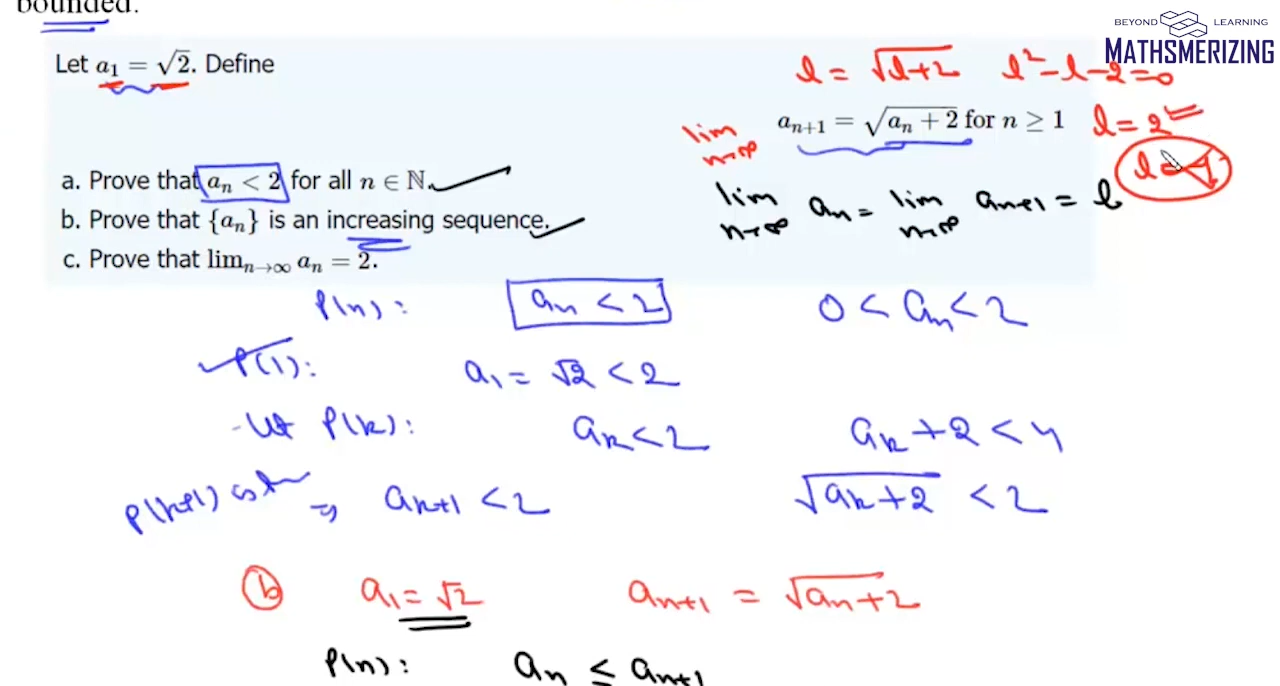 bounded.
BEYOND LEARNING
MATHSMERIZING
Let a₁ = √2. Define
l = √(l+2) l² - l - 2 = 0
lim n→∞ aₙ₊₁ = √(aₙ + 2) for n ≥ 1 l = 2
a. Prove that aₙ < 2 for all n ∈ ℕ.
lim n→∞ aₙ = lim n→∞ aₙ₊₁ = l
b. Prove that {aₙ} is an increasing sequence.
c. Prove that limₙ→∞ aₙ = 2.
P(n): aₙ < 2 0 < aₙ < 2
P(1): a₁ = √2 < 2
Let P(k): aₖ < 2 aₖ + 2 < 4
P(k+1) ⇒ aₖ₊₁ < 2 √(aₖ+2) < 2
(b) a₁ = √2 aₙ₊₁ = √(aₙ+2)
P(n): aₙ ≤ aₙ₊₁